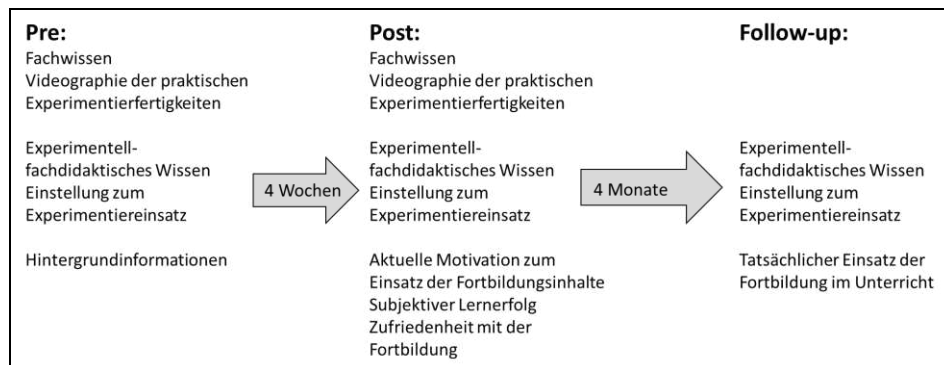 Pre:
Fachwissen
Videographie der praktischen
Experimentierfertigkeiten
Experimentell-
fachdidaktisches Wissen
Einstellung zum
Experimentiereinsatz
Hintergrundinformationen
4 Wochen
Post:
Fachwissen
Videographie der praktischen
Experimentierfertigkeiten
Experimentell-
fachdidaktisches Wissen
Einstellung zum
Experimentiereinsatz
Aktuelle Motivation zum
Einsatz der Fortbildungsinhalte
Subjektiver Lernerfolg
Zufriedenheit mit der
Fortbildung
4 Monate
Follow-up:
Experimentell-
fachdidaktisches Wissen
Einstellung zum
Experimentiereinsatz
Tatsächlicher Einsatz der
Fortbildung im Unterricht